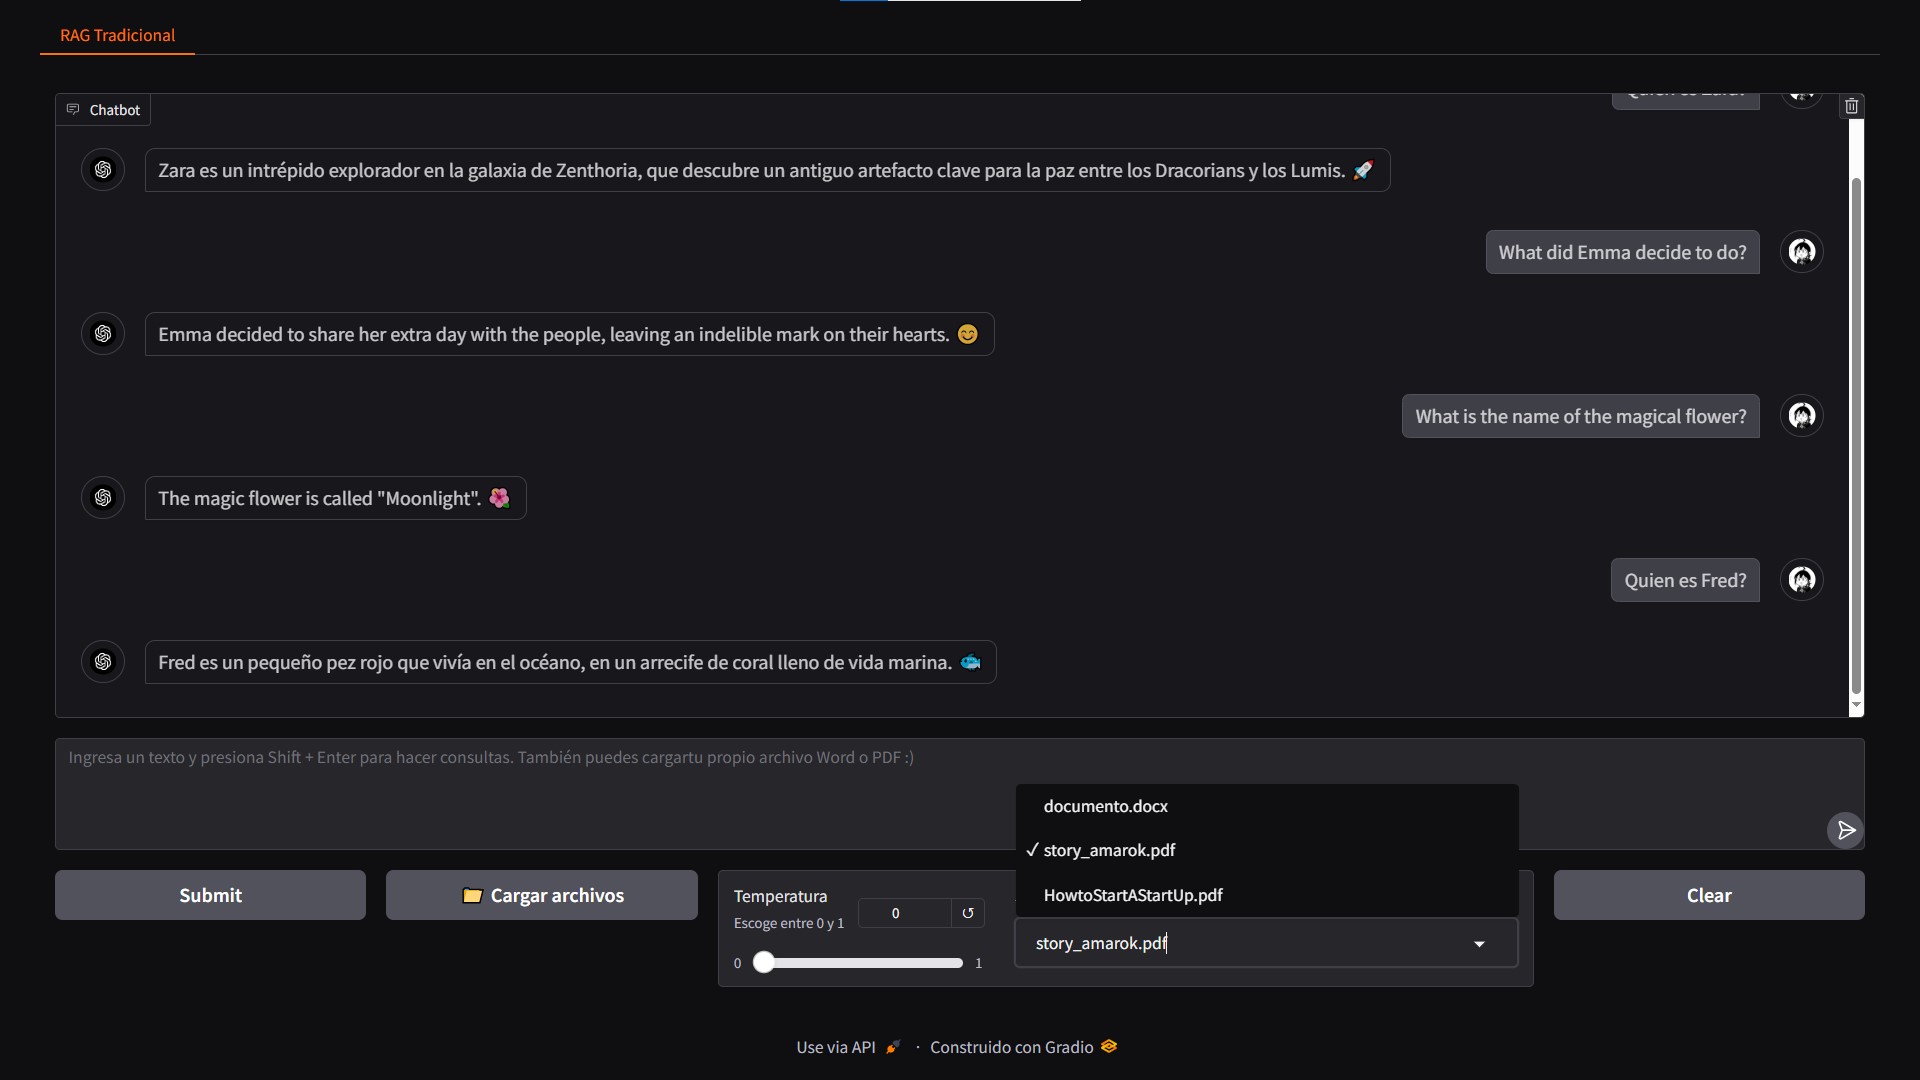 RAG Tradicional
Chatbot
Zara es un intrépido explorador en la galaxia de Zenthoria, que descubre un antiguo artefacto clave para la paz entre los Dracorians y los Lumis. 🚀
What did Emma decide to do?
Emma decided to share her extra day with the people, leaving an indelible mark on their hearts. 😊
What is the name of the magical flower?
The magic flower is called "Moonlight". 🌺
Quien es Fred?
Fred es un pequeño pez rojo que vivía en el océano, en un arrecife de coral lleno de vida marina. 🐟
Ingresa un texto y presiona Shift + Enter para hacer consultas. También puedes cargartu propio archivo Word o PDF :)
documento.docx
✓ story_amarok.pdf
HowtoStartAStartUp.pdf
story_amarok.pdf
Submit
📁 Cargar archivos
Temperatura
Escoge entre 0 y 1
0
↺
0
1
Clear
Use via API 🚀 · Construido con Gradio